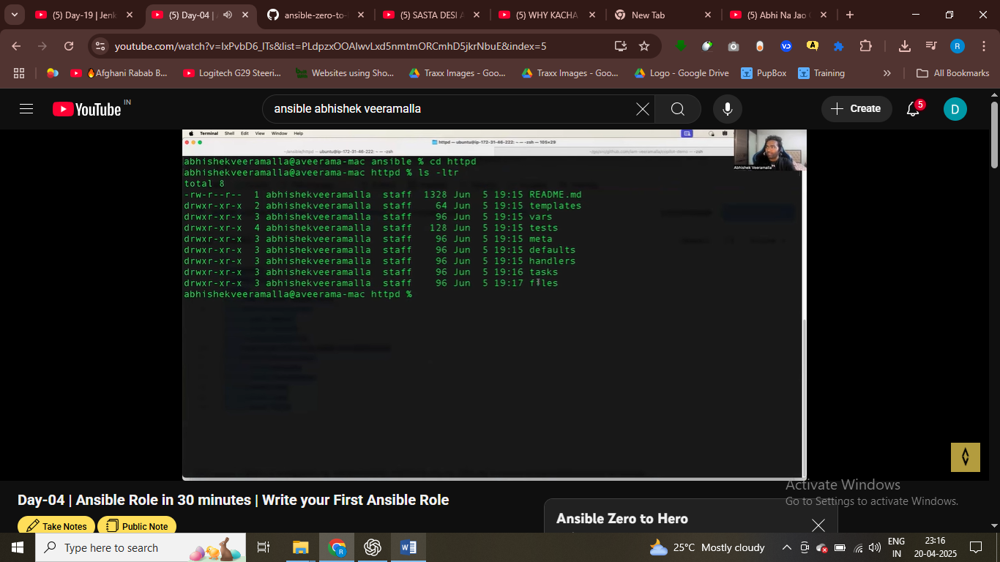 (5) Day-19 | Jenk
(5) Day-04 | A
ansible-zero-to-
(5) SASTA DESI A
(5) WHY KACHA
New Tab
(5) Abhi Na Jao
youtube.com/watch?v=IxPvbD6_ITs&list=PLdpzxOOAlwvLxd5nmtmORCmhD5jkrNbuE&index=5
R
Afghani Rabab B...
Logitech G29 Steeri...
Websites using Sho...
Traxx Images - Goo...
Traxx Images - Goo...
Logo - Google Drive
PupBox
Training
»
All Bookmarks
YouTube IN
ansible abhishek veeramalla
Create
5
D
Terminal Shell Edit View Window Help
httpd — ubuntu@ip-172-31-46-222: ~ — -zsh — 105×29
~/ansible/httpd — ubuntu@ip-172-31-46-222: ~ — -zsh
abhishekveeramalla@aveerama-mac ansible % cd httpd
abhishekveeramalla@aveerama-mac httpd % ls -ltr
total 8
-rw-r--r-- 1 abhishekveeramalla staff 1328 Jun 5 19:15 README.md
drwxr-xr-x 2 abhishekveeramalla staff 64 Jun 5 19:15 templates
drwxr-xr-x 3 abhishekveeramalla staff 96 Jun 5 19:15 vars
drwxr-xr-x 4 abhishekveeramalla staff 128 Jun 5 19:15 tests
drwxr-xr-x 3 abhishekveeramalla staff 96 Jun 5 19:15 meta
drwxr-xr-x 3 abhishekveeramalla staff 96 Jun 5 19:15 defaults
drwxr-xr-x 3 abhishekveeramalla staff 96 Jun 5 19:15 handlers
drwxr-xr-x 3 abhishekveeramalla staff 96 Jun 5 19:16 tasks
drwxr-xr-x 3 abhishekveeramalla staff 96 Jun 5 19:17 files
abhishekveeramalla@aveerama-mac httpd %
Abhishek Veeramalla
Day-04 | Ansible Role in 30 minutes | Write your First Ansible Role
Take Notes
Public Note
Ansible Zero to Hero
Activate Windows
Go to Settings to activate Windows.
Type here to search
25°C Mostly cloudy
ENG
IN
23:16
20-04-2025